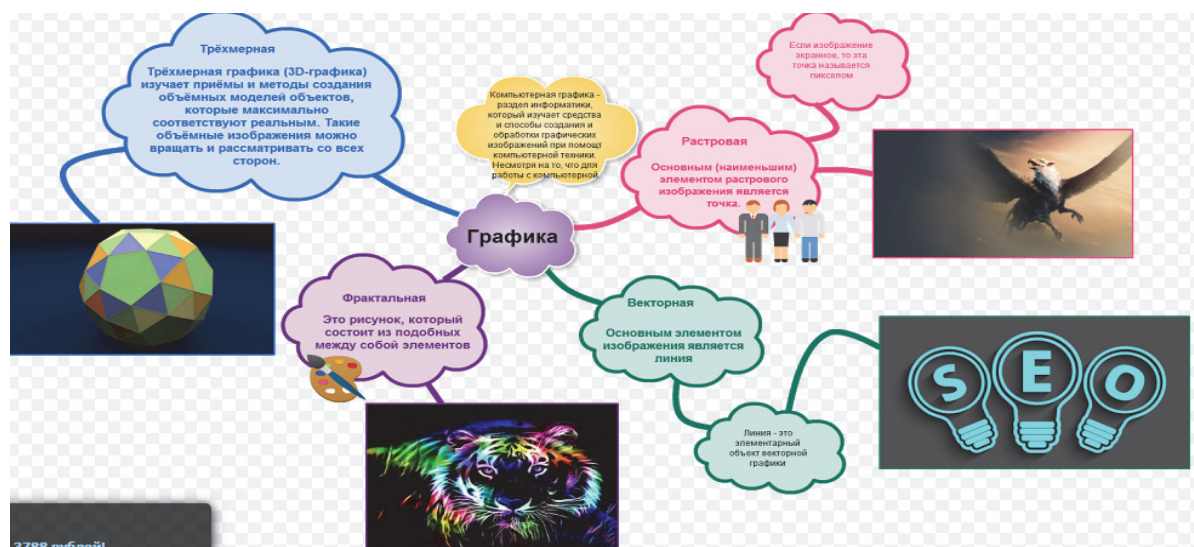 Трёхмерная
Трёхмерная графика (3D-графика)
изучает приёмы и методы создания
объёмных моделей объектов,
которые максимально
соответствуют реальным. Такие
объёмные изображения можно
вращать и рассматривать со всех
сторон.
Компьютерная графика -
раздел информатики,
который изучает средства
и способы создания и
обработки графических
изображений при помощт
компьютерной техники.
Несмотря на то, что для
работы с компьютерной
Если изображение
экранное, то эта
точка называется
пикселом
Растровая
Основным (наименьшим)
элементом растрового
изображения является
точка.
Графика
Фрактальная
Это рисунок, который
состоит из подобных
между собой элементов
Векторная
Основным элементом
изображения является
линия
Линия - это
элементарный
объект векторной
графики
SEO
3788 рублей!